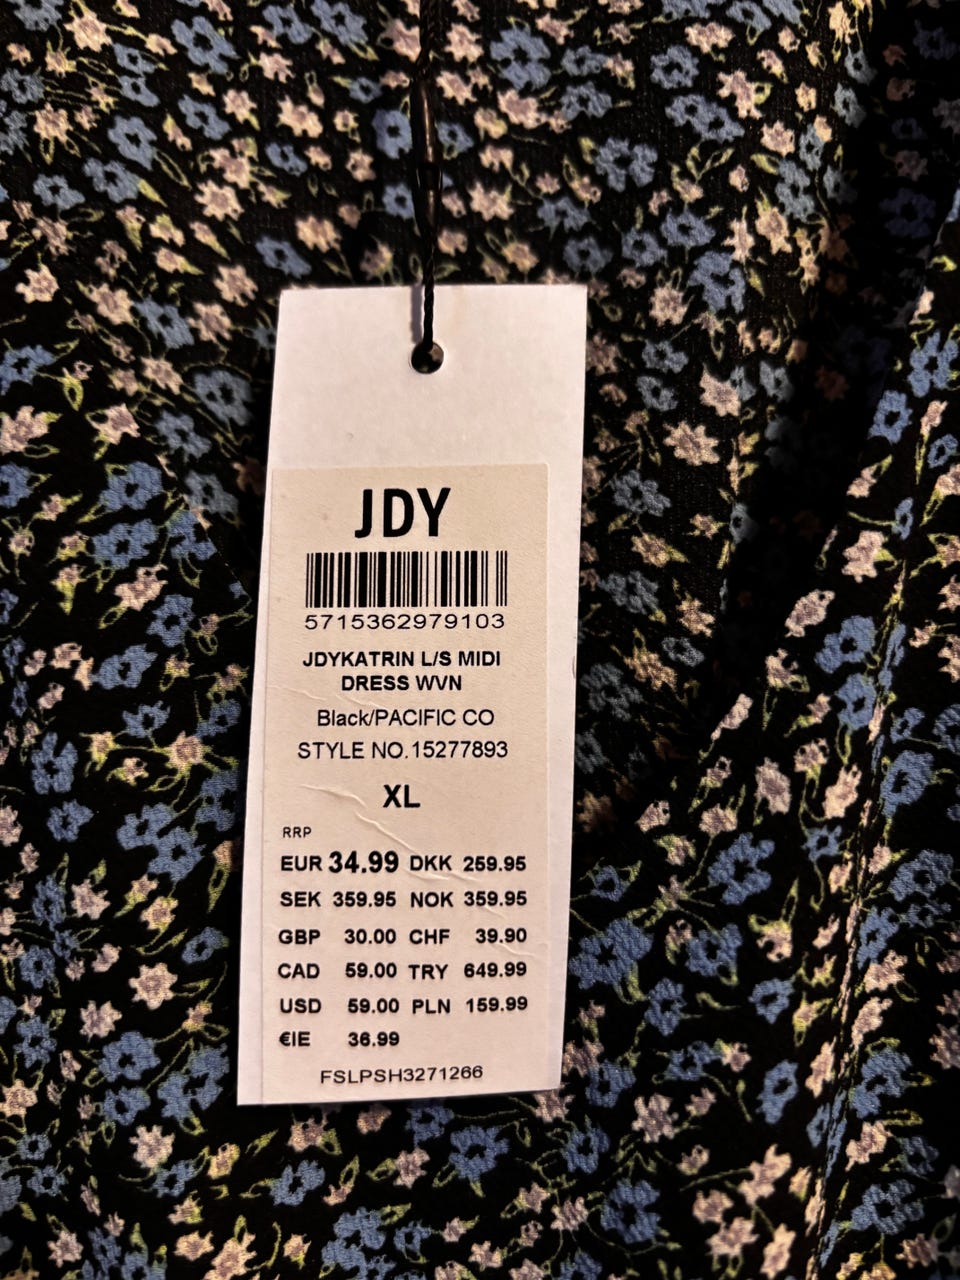 JDY
5715362979103
JDYKATRIN L/S MIDI
DRESS WVN
Black/PACIFIC CO
STYLE NO.15277893
XL
RRP
EUR 34.99 DKK 259.95
SEK 359.95 NOK 359.95
GBP 30.00 CHF 39.90
CAD 59.00 TRY 649.99
USD 59.00 PLN 159.99
€IE 36.99
FSLPSH3271266